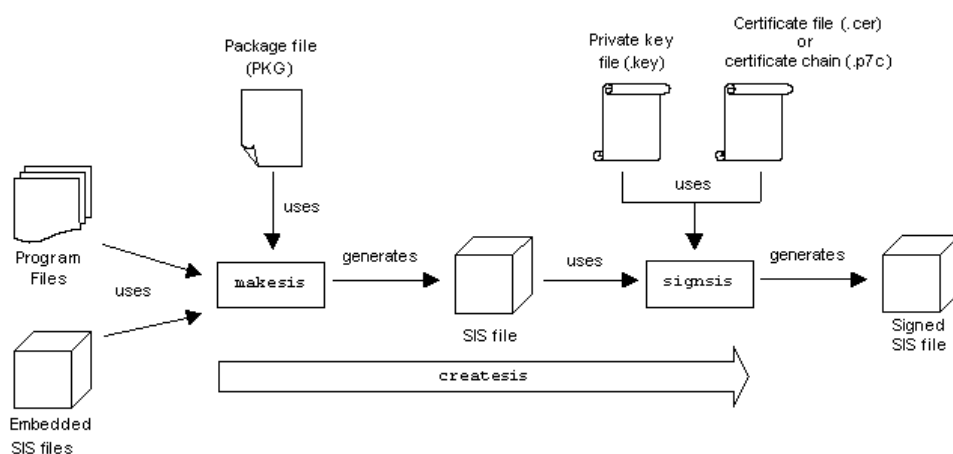 Package file
(PKG)
Private key
file (.key)
Certificate file (.cer)
or
certificate chain (.p7c)
uses
uses
Program
Files
uses
makesis
generates
SIS file
uses
signsis
generates
Signed
SIS file
createsis
Embedded
SIS files